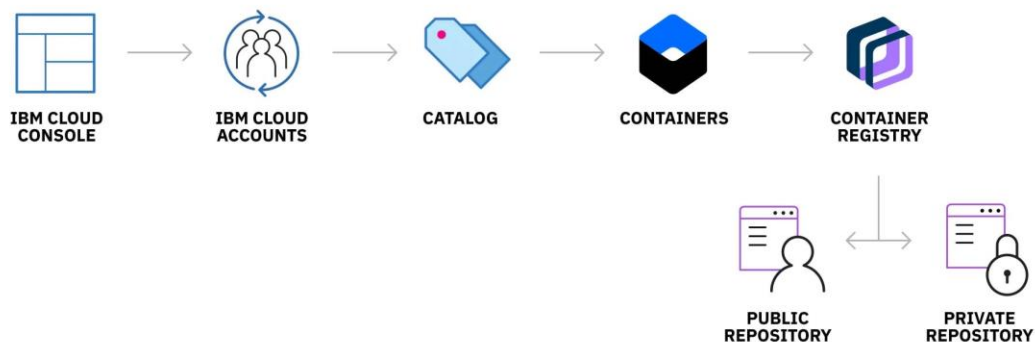 IBM CLOUD
CONSOLE
IBM CLOUD
ACCOUNTS
CATALOG
CONTAINERS
CONTAINER
REGISTRY
PUBLIC
REPOSITORY
PRIVATE
REPOSITORY